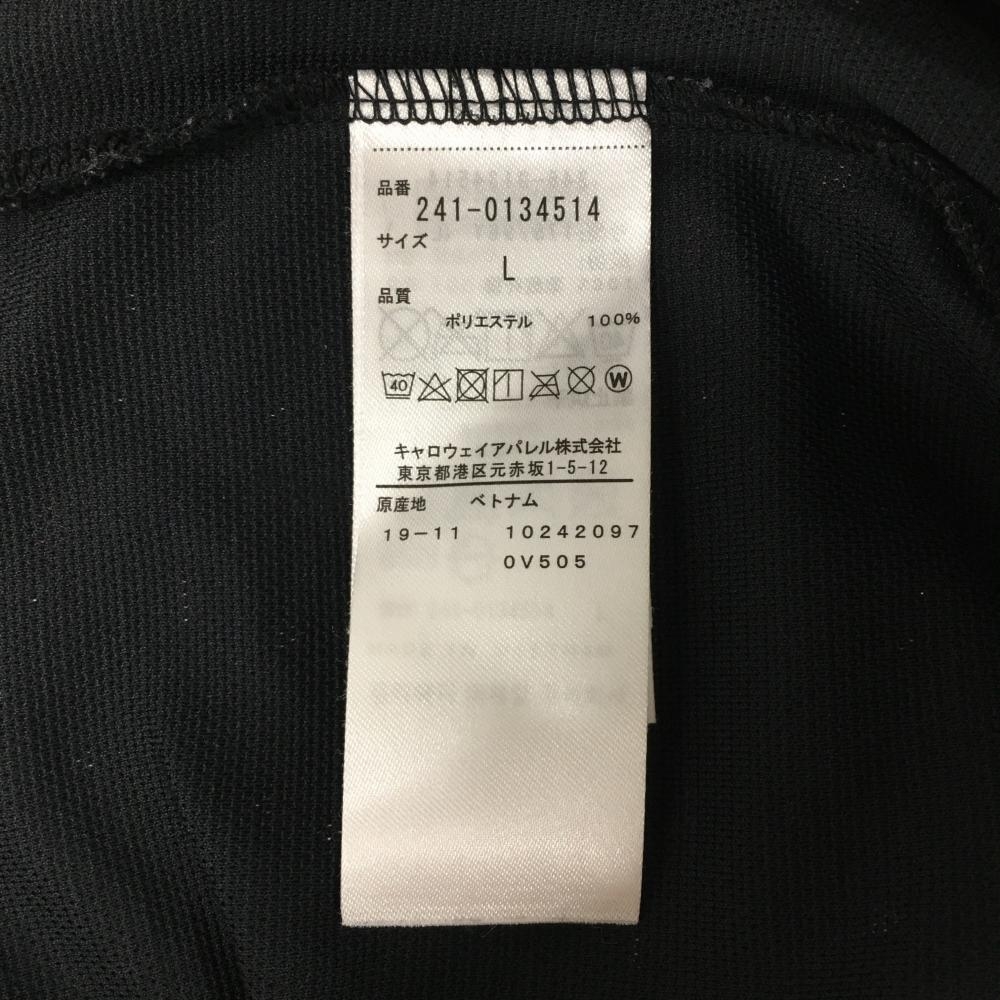 品番
241-0134514
サイズ
L
品質
ポリエステル 100%
40 W
キャロウェイアパレル株式会社
東京都港区元赤坂1-5-12
原産地 ベトナム
19-11 10242097
0V505